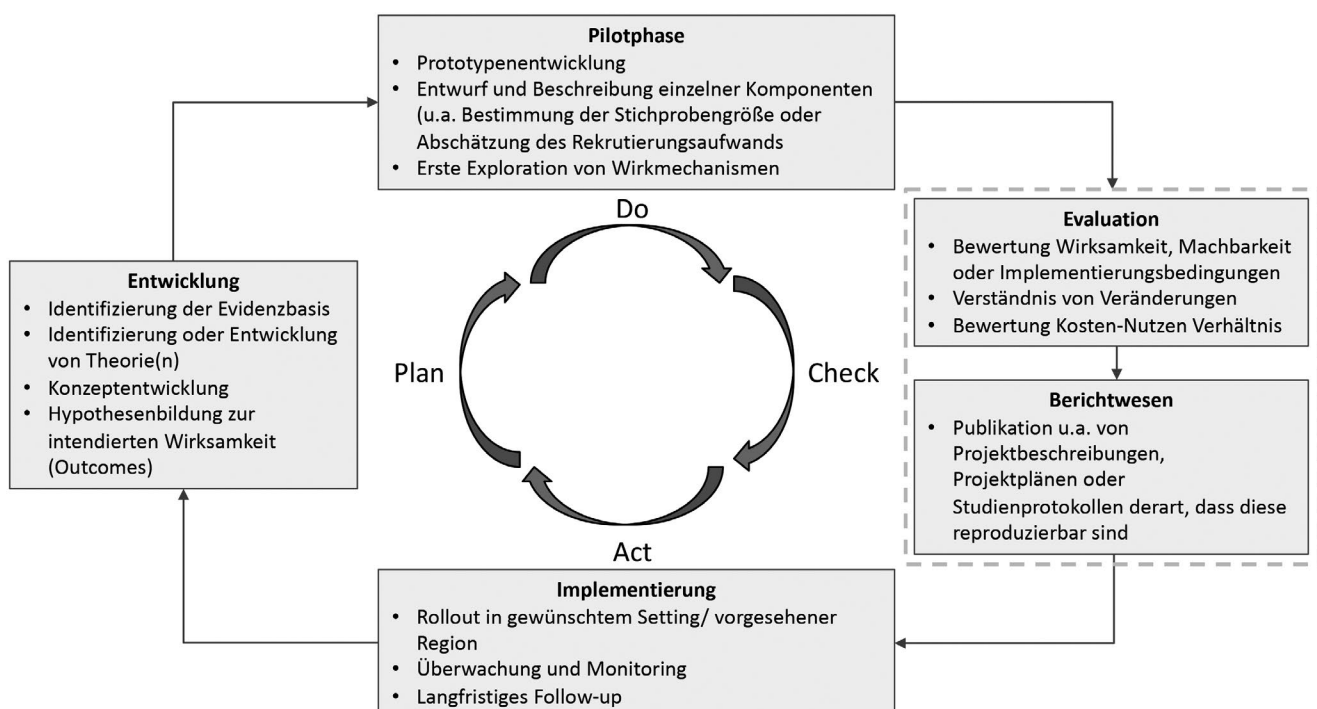 Pilotphase
• Prototypenentwicklung
• Entwurf und Beschreibung einzelner Komponenten
(u.a. Bestimmung der Stichprobengröße oder
Abschätzung des Rekrutierungsaufwands
• Erste Exploration von Wirkmechanismen
Do
Evaluation
• Bewertung Wirksamkeit, Machbarkeit
oder Implementierungsbedingungen
• Verständnis von Veränderungen
• Bewertung Kosten-Nutzen Verhältnis
Entwicklung
• Identifizierung der Evidenzbasis
• Identifizierung oder Entwicklung
von Theorie(n)
• Konzeptentwicklung
• Hypothesenbildung zur
intendierten Wirksamkeit
(Outcomes)
Plan
Check
Berichtwesen
• Publikation u.a. von
Projektbeschreibungen,
Projektplänen oder
Studienprotokollen derart, dass diese
reproduzierbar sind
Act
Implementierung
• Rollout in gewünschtem Setting/ vorgesehener
Region
• Überwachung und Monitoring
• Langfristiges Follow-up